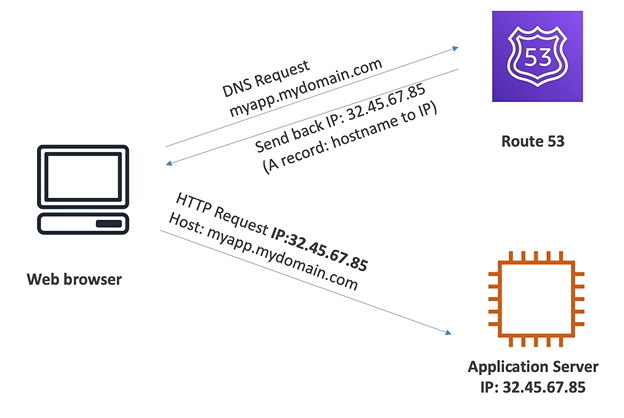 DNS Request
myapp.mydomain.com
Send back IP: 32.45.67.85
(A record: hostname to IP)
53
Route 53
HTTP Request IP:32.45.67.85
Host: myapp.mydomain.com
Web browser
Application Server
IP: 32.45.67.85